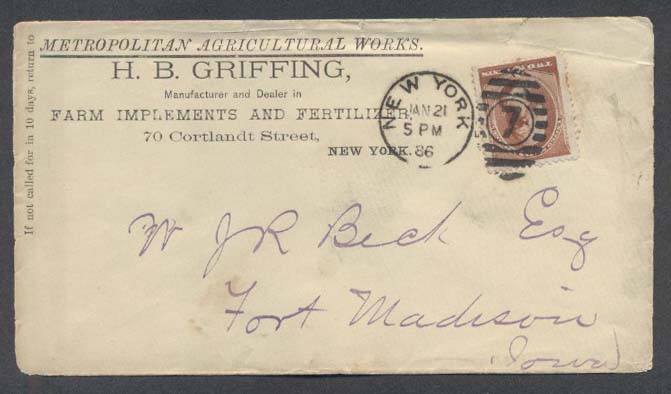 If not called for in 10 days, return to
METROPOLITAN AGRICULTURAL WORKS.
H. B. GRIFFING,
Manufacturer and Dealer in
FARM IMPLEMENTS AND FERTILIZER
70 Cortlandt Street,
NEW YORK.
NEW YORK
JAN 21
5 PM
86
7
W J R Beck Esq
Fort Madison
(Iowa)